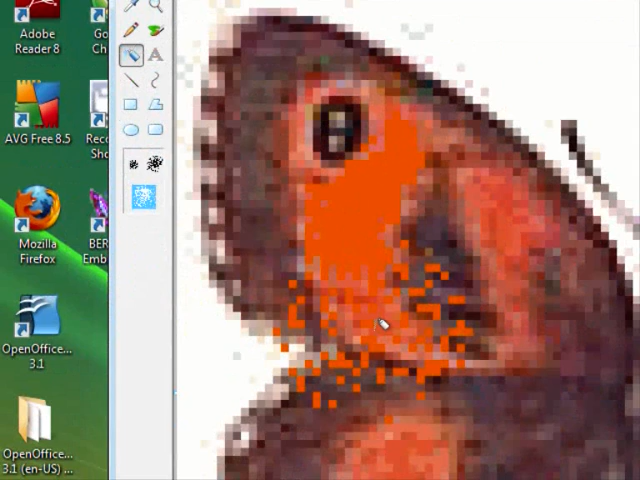 Adobe
Reader 8
Go
Ch
AVG Free 8.5
Reco
Sho
Mozilla
Firefox
BER
Emb
OpenOffice...
3.1
OpenOffice...
3.1 (en-US) ...
A